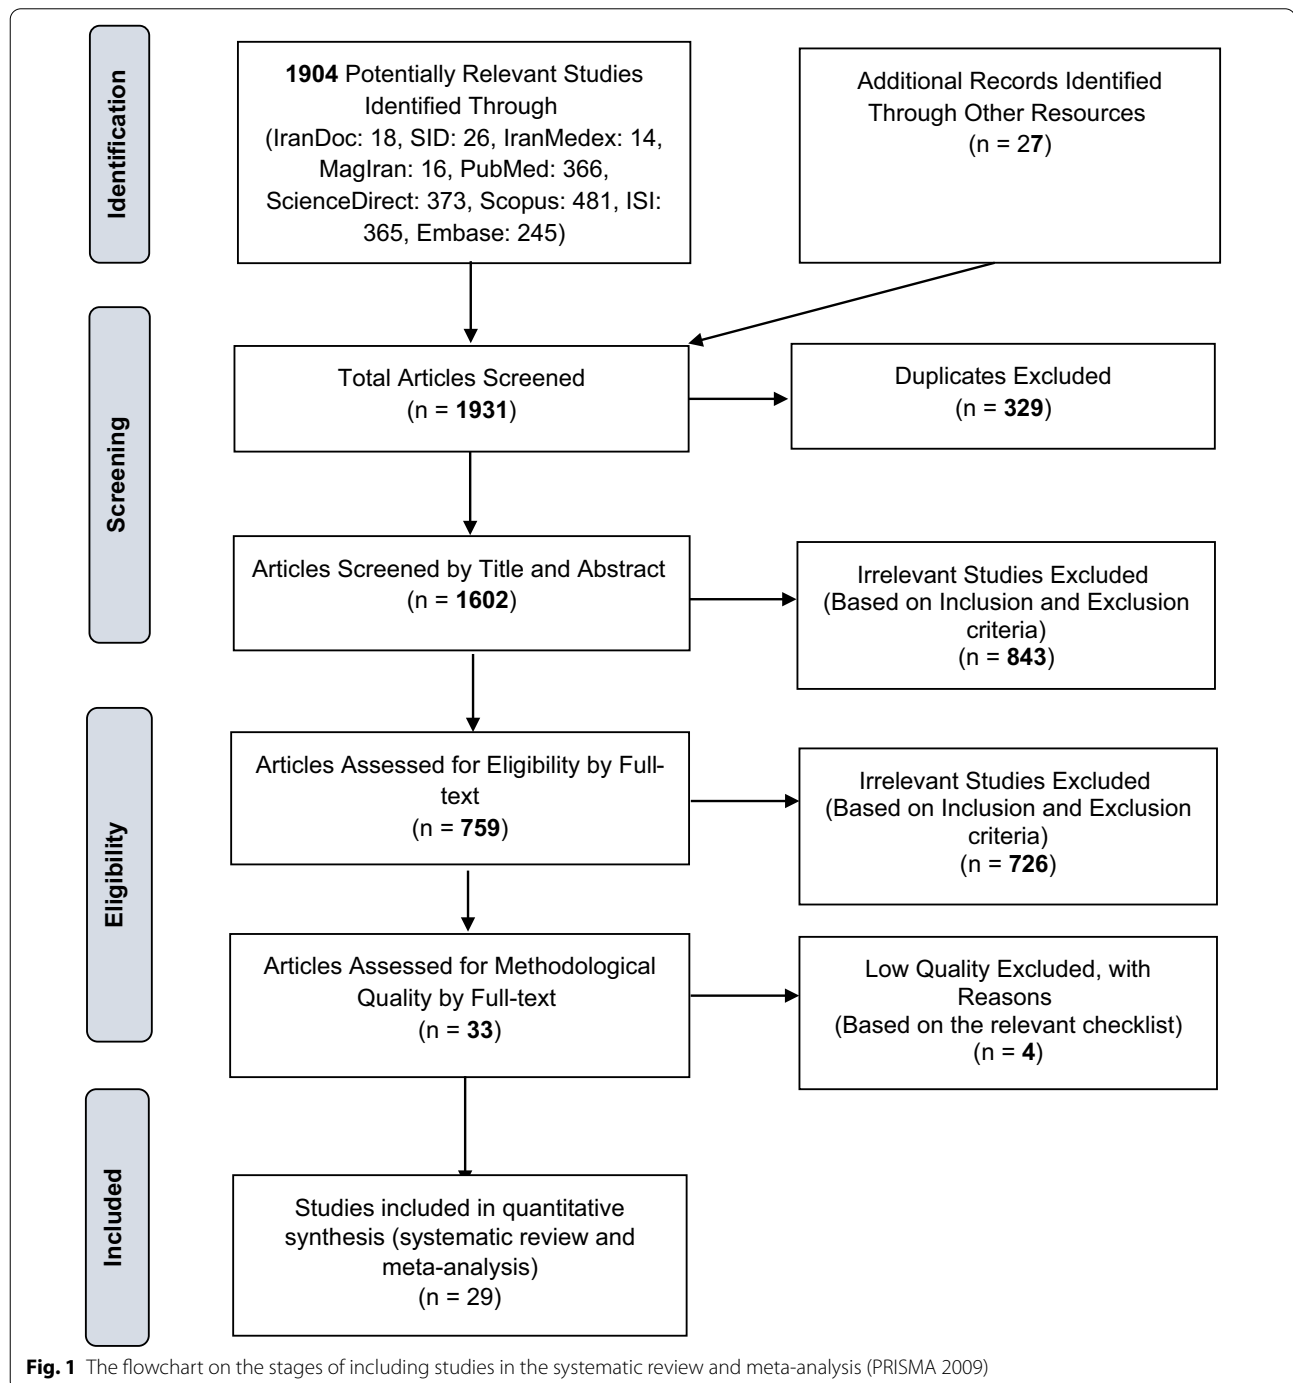 Identification
1904 Potentially Relevant Studies
Identified Through
(IranDoc: 18, SID: 26, IranMedex: 14,
MagIran: 16, PubMed: 366,
ScienceDirect: 373, Scopus: 481, ISI:
365, Embase: 245)
Additional Records Identified
Through Other Resources
(n = 27)
Screening
Total Articles Screened
(n = 1931)
Duplicates Excluded
(n = 329)
Articles Screened by Title and Abstract
(n = 1602)
Irrelevant Studies Excluded
(Based on Inclusion and Exclusion
criteria)
(n = 843)
Eligibility
Articles Assessed for Eligibility by Full-
text
(n = 759)
Irrelevant Studies Excluded
(Based on Inclusion and Exclusion
criteria)
(n = 726)
Articles Assessed for Methodological
Quality by Full-text
(n = 33)
Low Quality Excluded, with
Reasons
(Based on the relevant checklist)
(n = 4)
Included
Studies included in quantitative
synthesis (systematic review and
meta-analysis)
(n = 29)
Fig. 1 The flowchart on the stages of including studies in the systematic review and meta-analysis (PRISMA 2009)